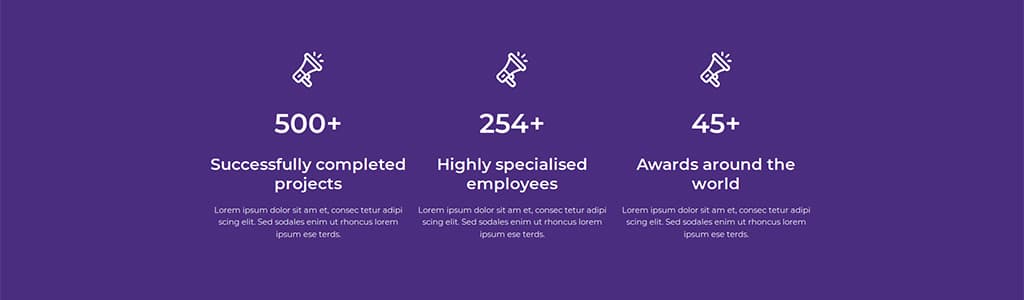 500+
Successfully completed
projects
Lorem ipsum dolor sit am et, consec tetur adipi
scing elit. Sed sodales enim ut rhoncus lorem
ipsum ese terds.
254+
Highly specialised
employees
Lorem ipsum dolor sit am et, consec tetur adipi
scing elit. Sed sodales enim ut rhoncus lorem
ipsum ese terds.
45+
Awards around the
world
Lorem ipsum dolor sit am et, consec tetur adipi
scing elit. Sed sodales enim ut rhoncus lorem
ipsum ese terds.